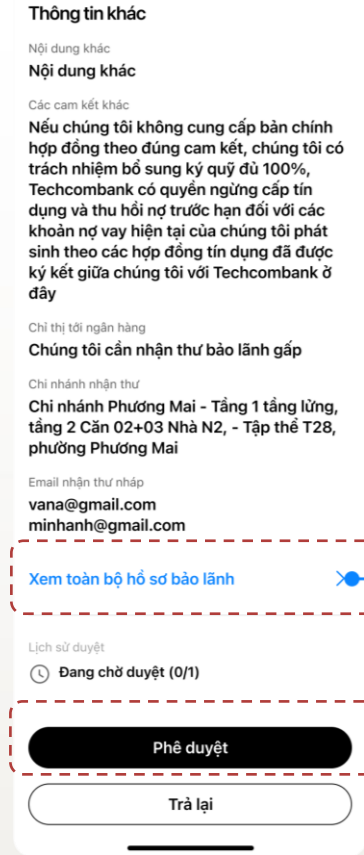 Thông tin khác
Nội dung khác
Nội dung khác
Các cam kết khác
Nếu chúng tôi không cung cấp bản chính
hợp đồng theo đúng cam kết, chúng tôi có
trách nhiệm bổ sung ký quỹ đủ 100%,
Techcombank có quyền ngừng cấp tín
dụng và thu hồi nợ trước hạn đối với các
khoản nợ vay hiện tại của chúng tôi phát
sinh theo các hợp đồng tín dụng đã được
ký kết giữa chúng tôi với Techcombank ở
đây
Chỉ thị tới ngân hàng
Chúng tôi cần nhận thư bảo lãnh gấp
Chi nhánh nhận thư
Chi nhánh Phương Mai - Tầng 1 tầng lửng,
tầng 2 Căn 02+03 Nhà N2, - Tập thể T28,
phường Phương Mai
Email nhận thư nháp
vana@gmail.com
minhanh@gmail.com
Xem toàn bộ hồ sơ bảo lãnh
Lịch sử duyệt
Đang chờ duyệt (0/1)
Phê duyệt
Trả lại